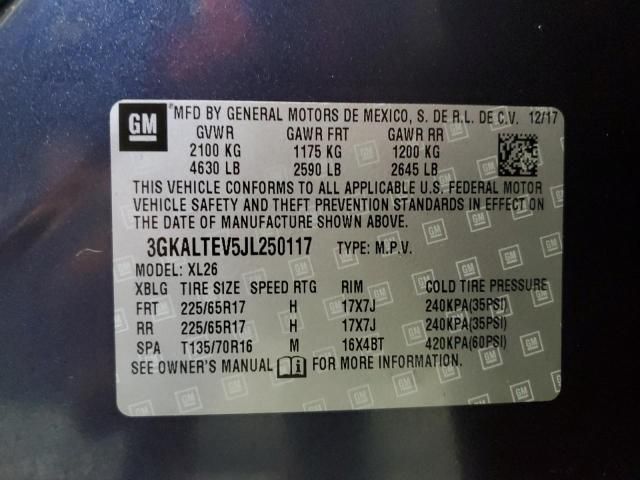 GM
MFD BY GENERAL MOTORS DE MEXICO, S. DE R.L. DE C.V. 12/17
GVWR GAWR FRT GAWR RR
2100 KG 1175 KG 1200 KG
4630 LB 2590 LB 2645 LB
THIS VEHICLE CONFORMS TO ALL APPLICABLE U.S. FEDERAL MOTOR
VEHICLE SAFETY AND THEFT PREVENTION STANDARDS IN EFFECT ON
THE DATE OF MANUFACTURE SHOWN ABOVE.
3GKALTEV5JL250117 TYPE: M.P.V.
MODEL: XL26
XBLG TIRE SIZE SPEED RTG RIM COLD TIRE PRESSURE
FRT 225/65R17 H 17X7J 240KPA(35PSI)
RR 225/65R17 H 17X7J 240KPA(35PSI)
SPA T135/70R16 M 16X4BT 420KPA(60PSI)
SEE OWNER'S MANUAL i FOR MORE INFORMATION.